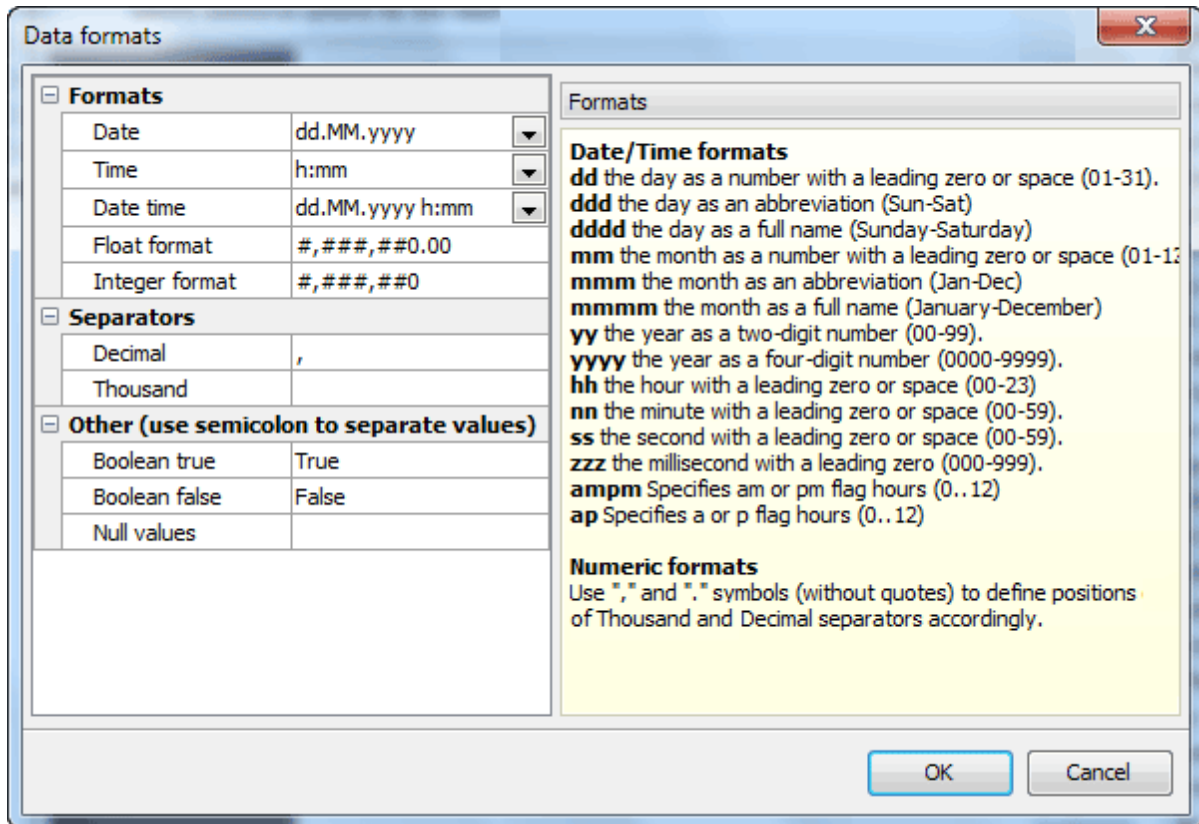 Data formats
Formats
Date dd.MM.yyyy
Time h:mm
Date time dd.MM.yyyy h:mm
Float format #,###,##0.00
Integer format #,###,##0
Separators
Decimal ,
Thousand
Other (use semicolon to separate values)
Boolean true True
Boolean false False
Null values
Formats
Date/Time formats
dd the day as a number with a leading zero or space (01-31).
ddd the day as an abbreviation (Sun-Sat)
dddd the day as a full name (Sunday-Saturday)
mm the month as a number with a leading zero or space (01-12
mmm the month as an abbreviation (Jan-Dec)
mmmm the month as a full name (January-December)
yy the year as a two-digit number (00-99).
yyyy the year as a four-digit number (0000-9999).
hh the hour with a leading zero or space (00-23)
nn the minute with a leading zero or space (00-59).
ss the second with a leading zero or space (00-59).
zzz the millisecond with a leading zero (000-999).
ampm Specifies am or pm flag hours (0..12)
ap Specifies a or p flag hours (0..12)
Numeric formats
Use "," and "." symbols (without quotes) to define positions
of Thousand and Decimal separators accordingly.
OK Cancel